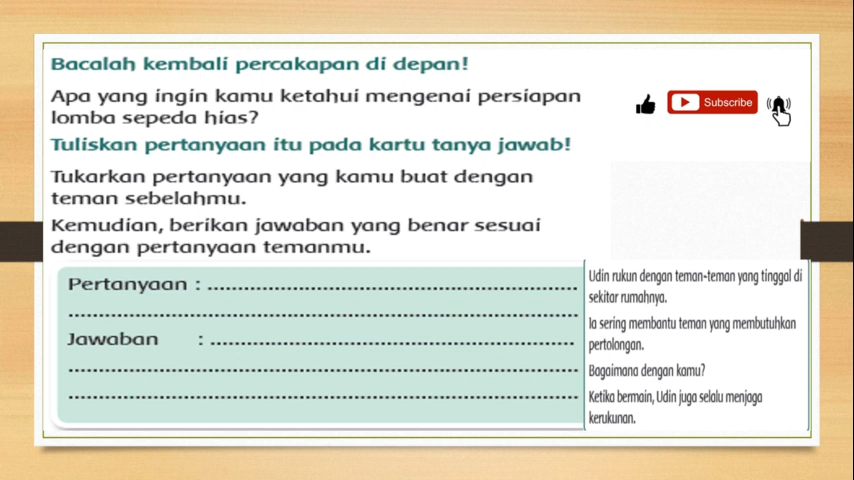 Bacalah kembali percakapan di depan!
Apa yang ingin kamu ketahui mengenai persiapan
lomba sepeda hias?
Subscribe
Tuliskan pertanyaan itu pada kartu tanya jawab!
Tukarkan pertanyaan yang kamu buat dengan
teman sebelahmu.
Kemudian, berikan jawaban yang benar sesuai
dengan pertanyaan temanmu.
Pertanyaan : ..............................................................
.....................................................................................
Jawaban : .............................................................
.....................................................................................
.....................................................................................
Udin rukun dengan teman-teman yang tinggal di
sekitar rumahnya.
Ia sering membantu teman yang membutuhkan
pertolongan.
Bagaimana dengan kamu?
Ketika bermain, Udin juga selalu menjaga
kerukunan.